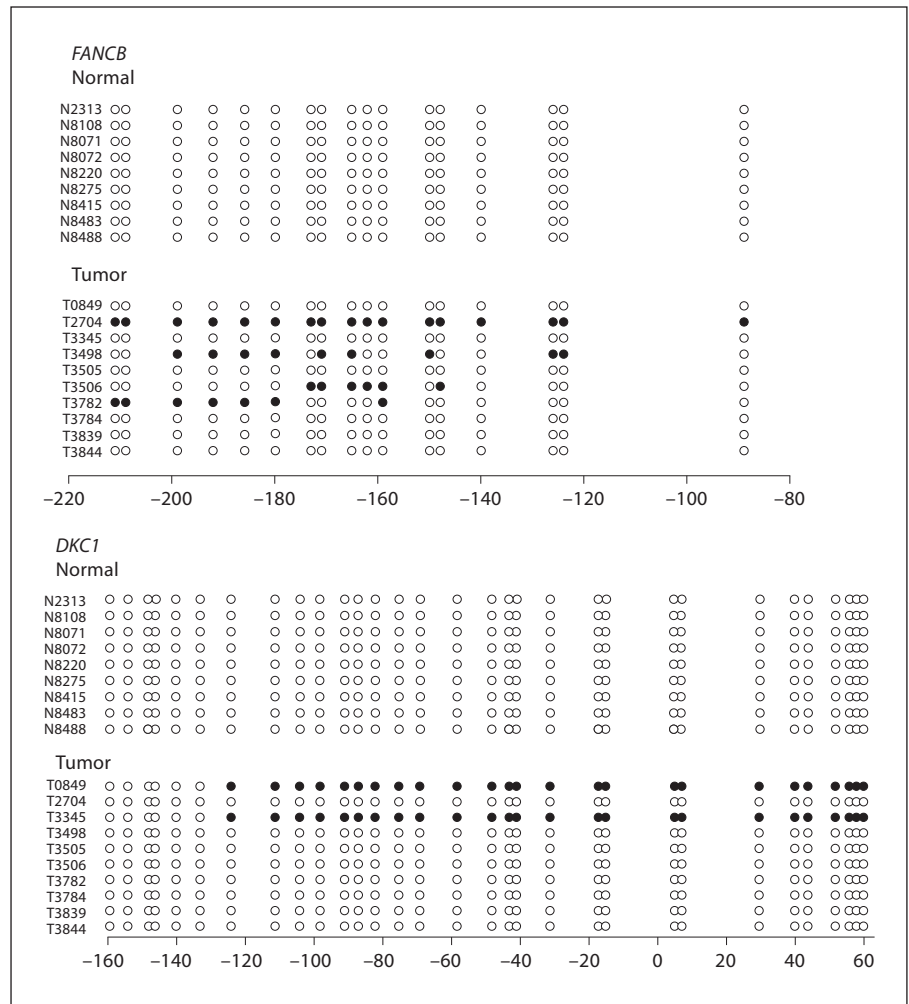 FANCB
Normal
N2313
N8108
N8071
N8072
N8220
N8275
N8415
N8483
N8488
Tumor
T0849
T2704
T3345
T3498
T3505
T3506
T3782
T3784
T3839
T3844
−220 −200 −180 −160 −140 −120 −100 −80
DKC1
Normal
N2313
N8108
N8071
N8072
N8220
N8275
N8415
N8483
N8488
Tumor
T0849
T2704
T3345
T3498
T3505
T3506
T3782
T3784
T3839
T3844
−160 −140 −120 −100 −80 −60 −40 −20 0 20 40 60